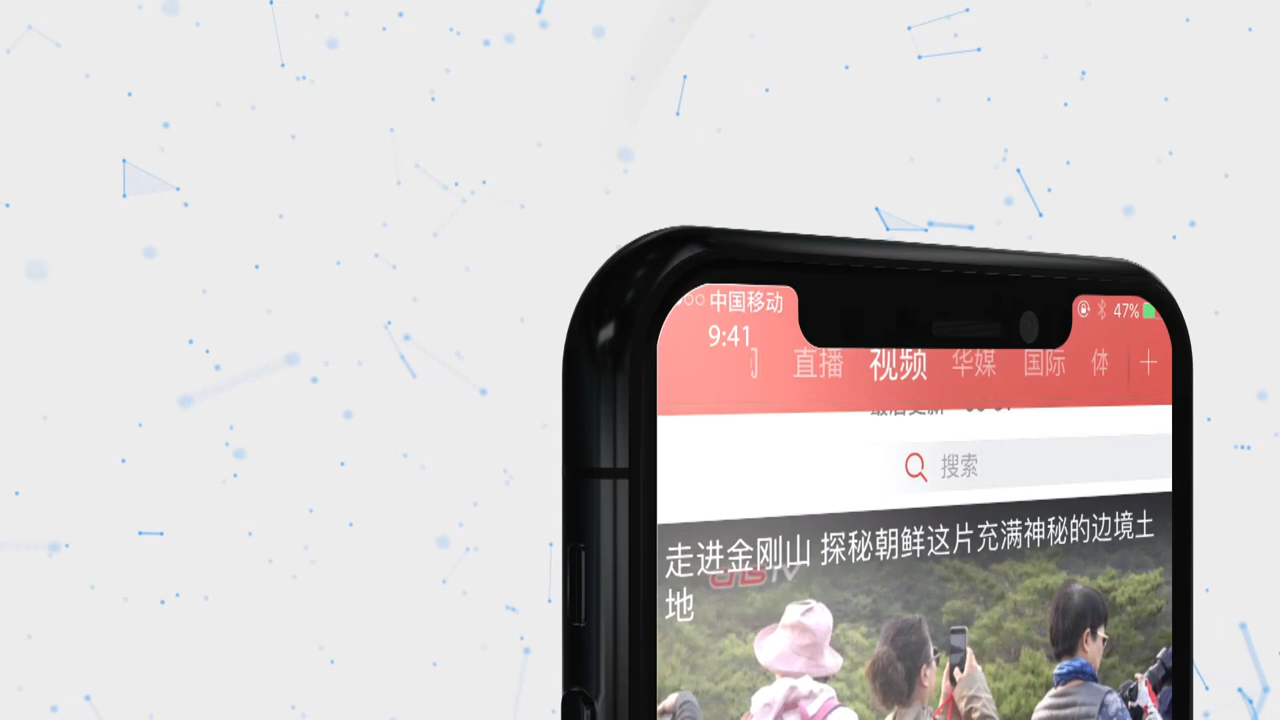 中国移动
47%
9:41
直播 视频 华媒 国际 体 +
搜索
走进金刚山 探秘朝鲜这片充满神秘的边境土
地